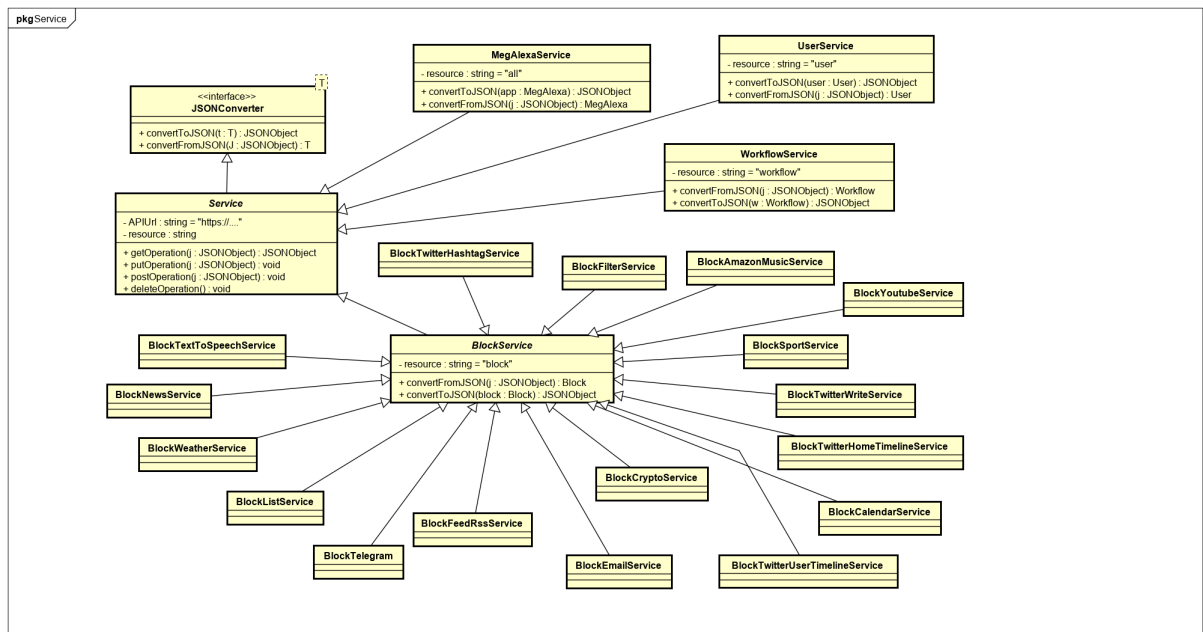 pkg Service
MegAlexaService
- resource : string = "all"
+ convertToJSON(app : MegAlexa) : JSONObject
+ convertFromJSON(j : JSONObject) : MegAlexa
UserService
- resource : string = "user"
+ convertToJSON(user : User) : JSONObject
+ convertFromJSON(j : JSONObject) : User
T
<<interface>>
JSONConverter
+ convertToJSON(t : T) : JSONObject
+ convertFromJSON(J : JSONObject) : T
WorkflowService
- resource : string = "workflow"
+ convertFromJSON(j : JSONObject) : Workflow
+ convertToJSON(w : Workflow) : JSONObject
Service
- APIUrl : string = "https://...."
- resource : string
+ getOperation(j : JSONObject) : JSONObject
+ putOperation(j : JSONObject) : void
+ postOperation(j : JSONObject) : void
+ deleteOperation() : void
BlockTwitterHashtagService
BlockFilterService
BlockAmazonMusicService
BlockYoutubeService
BlockTextToSpeechService
BlockService
- resource : string = "block"
+ convertFromJSON(j : JSONObject) : Block
+ convertToJSON(block : Block) : JSONObject
BlockSportService
BlockNewsService
BlockTwitterWriteService
BlockWeatherService
BlockTwitterHomeTimelineService
BlockCryptoService
BlockListService
BlockCalendarService
BlockFeedRssService
BlockTelegram
BlockEmailService
BlockTwitterUserTimelineService